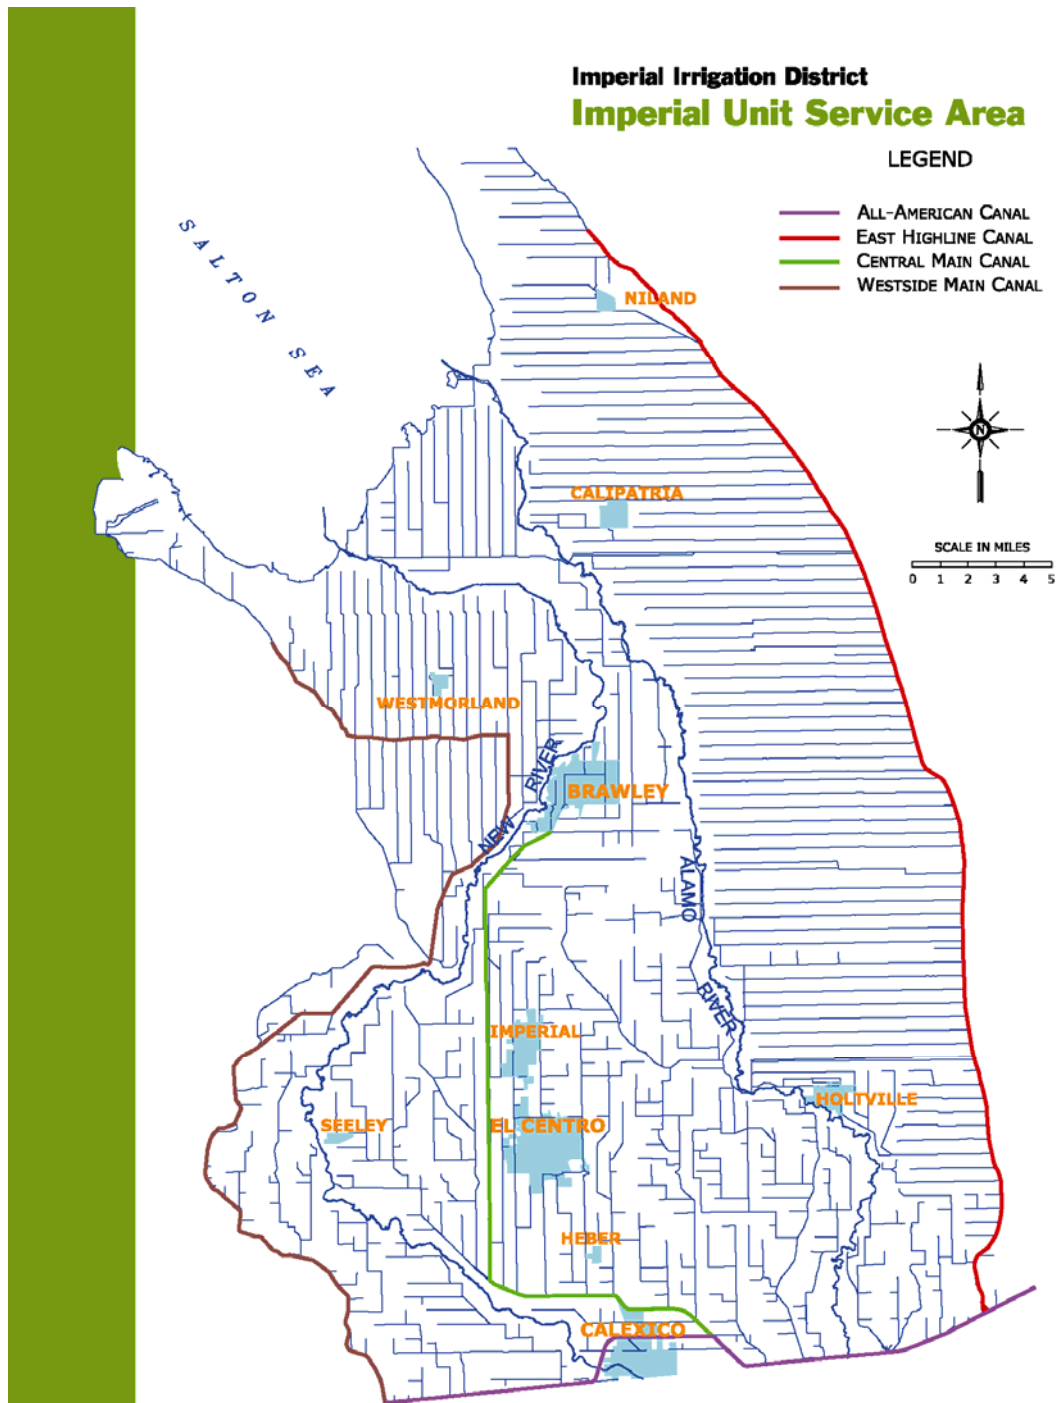 Imperial Irrigation District
Imperial Unit Service Area
LEGEND
ALL-AMERICAN CANAL
EAST HIGHLINE CANAL
CENTRAL MAIN CANAL
WESTSIDE MAIN CANAL
SALTON SEA
NILAND
N
CALIPATRIA
SCALE IN MILES
0 1 2 3 4 5
WESTMORLAND
NEW RIVER
BRAWLEY
ALAMO RIVER
IMPERIAL
HOLTVILLE
SEELEY
EL CENTRO
HEBER
CALEXICO